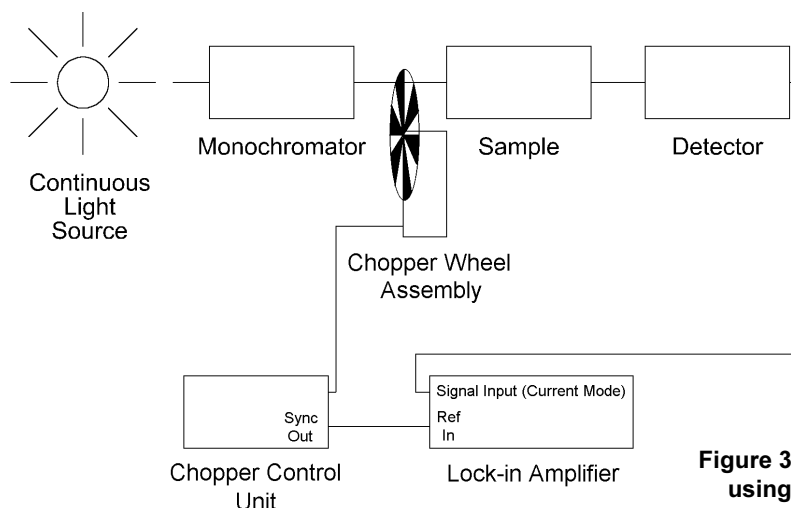 Monochromator
Sample
Detector
Continuous
Light
Source
Chopper Wheel
Assembly
Signal Input (Current Mode)
Sync
Out
Ref
In
Chopper Control
Unit
Lock-in Amplifier
Figure 3
using